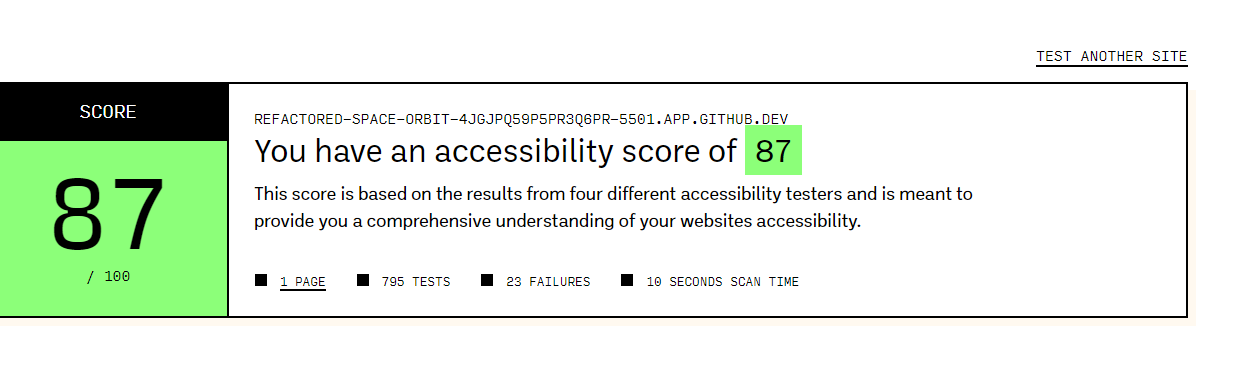 TEST ANOTHER SITE
SCORE
87
/ 100
REFACTORED-SPACE-ORBIT-4JGJPQ59P5PR3Q6PR-5501.APP.GITHUB.DEV
You have an accessibility score of 87
This score is based on the results from four different accessibility testers and is meant to
provide you a comprehensive understanding of your websites accessibility.
1 PAGE 795 TESTS 23 FAILURES 10 SECONDS SCAN TIME